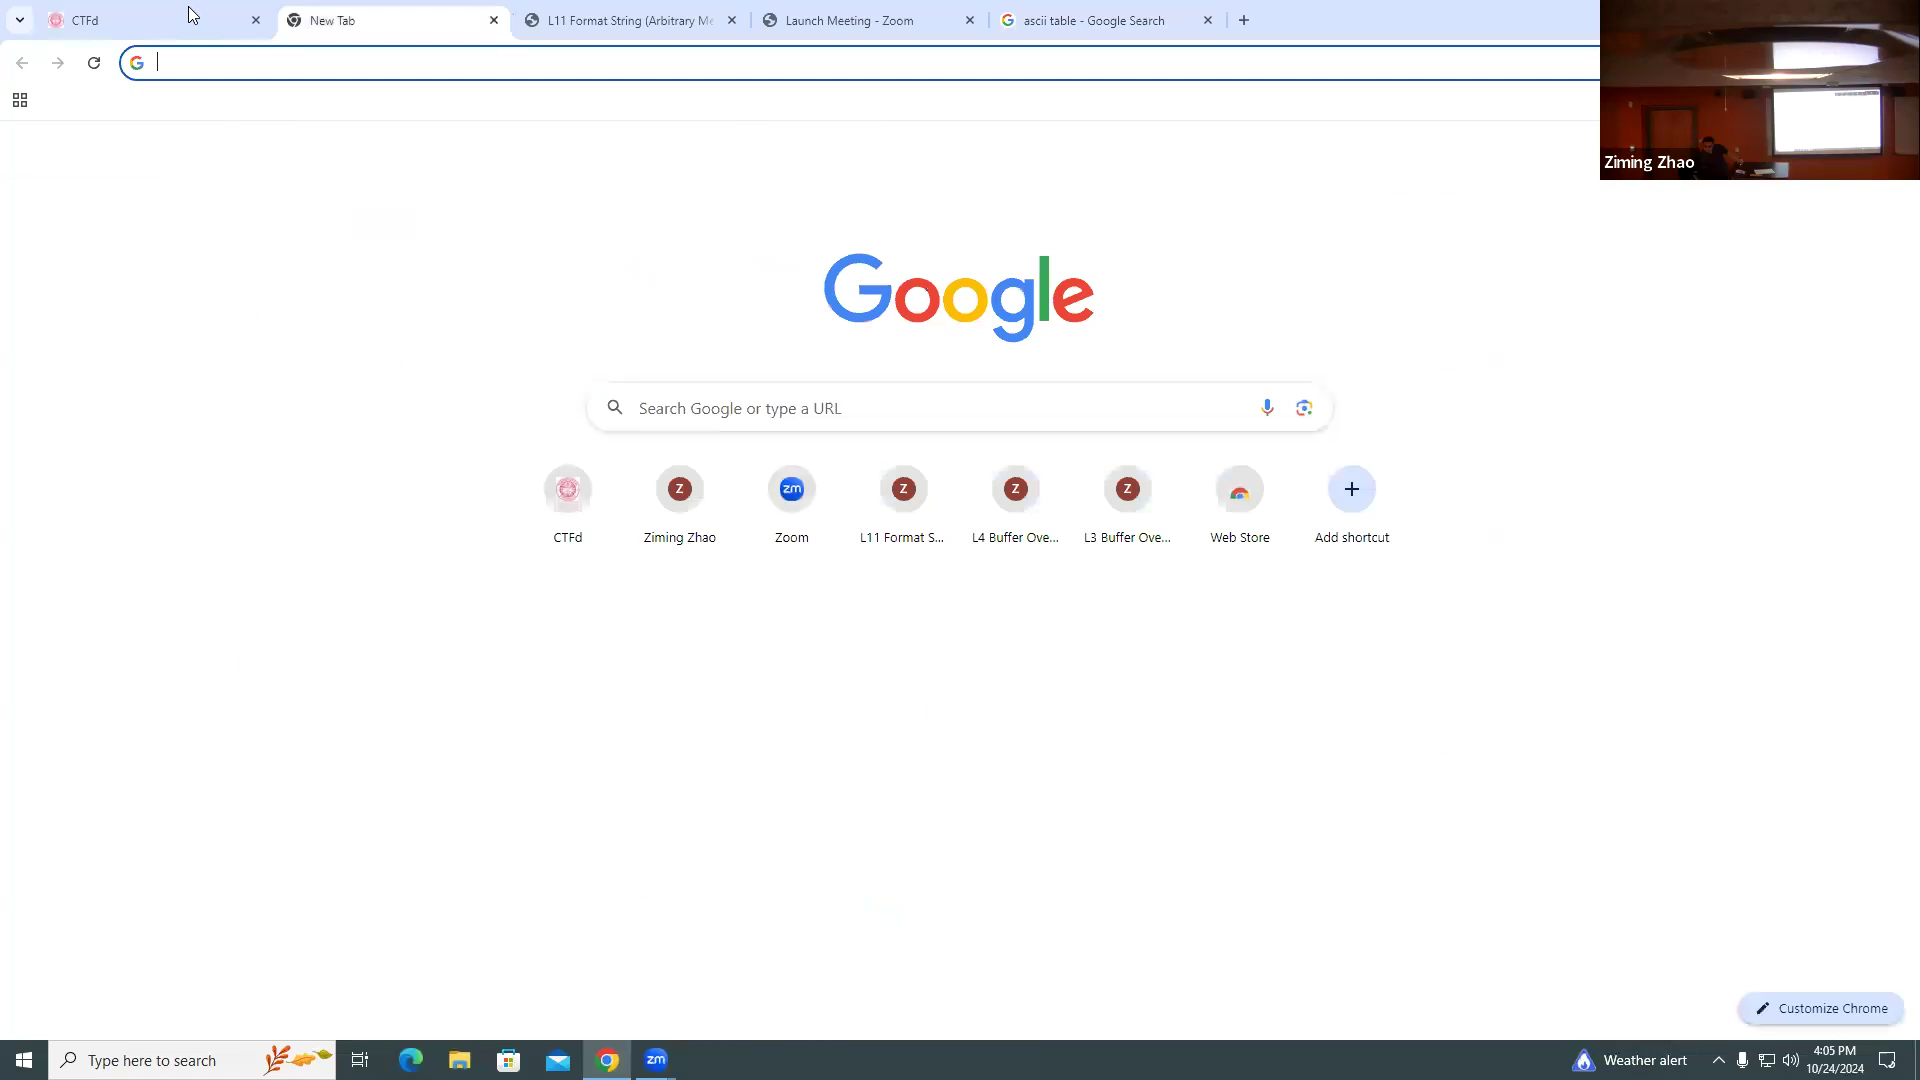 CTFd
New Tab
L11 Format String (Arbitrary Me
Launch Meeting - Zoom
ascii table - Google Search
Ziming Zhao
Google
Search Google or type a URL
Z
zm
Z
Z
Z
CTFd
Ziming Zhao
Zoom
L11 Format S...
L4 Buffer Ove...
L3 Buffer Ove...
Web Store
Add shortcut
Customize Chrome
Type here to search
zm
Weather alert
4:05 PM
10/24/2024